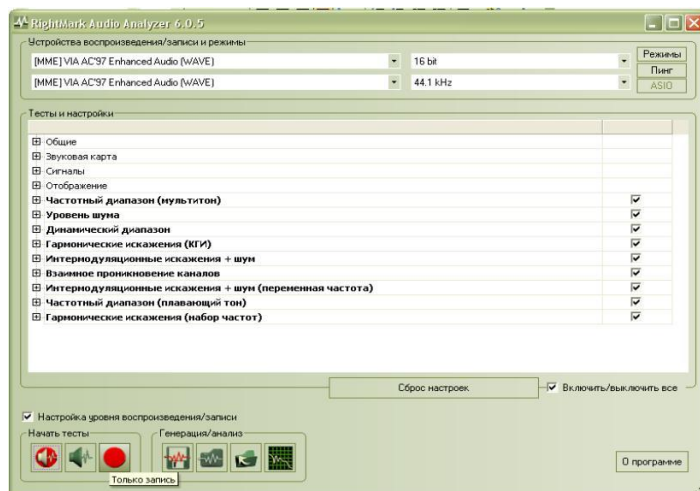 RightMark Audio Analyzer 6.0.5
Устройства воспроизведения/записи и режимы
[MME] VIA AC'97 Enhanced Audio (WAVE)
16 bit
Режимы
Пинг
[MME] VIA AC'97 Enhanced Audio (WAVE)
44.1 kHz
ASIO
Тесты и настройки
Общие
Звуковая карта
Сигналы
Отображение
Частотный диапазон (мультитон)
Уровень шума
Динамический диапазон
Гармонические искажения (КГИ)
Интермодуляционные искажения + шум
Взаимное проникновение каналов
Интермодуляционные искажения + шум (переменная частота)
Частотный диапазон (плавающий тон)
Гармонические искажения (набор частот)
Сброс настроек
Включить/выключить все
Настройка уровня воспроизведения/записи
Начать тесты
Генерация/анализ
Только запись
О программе